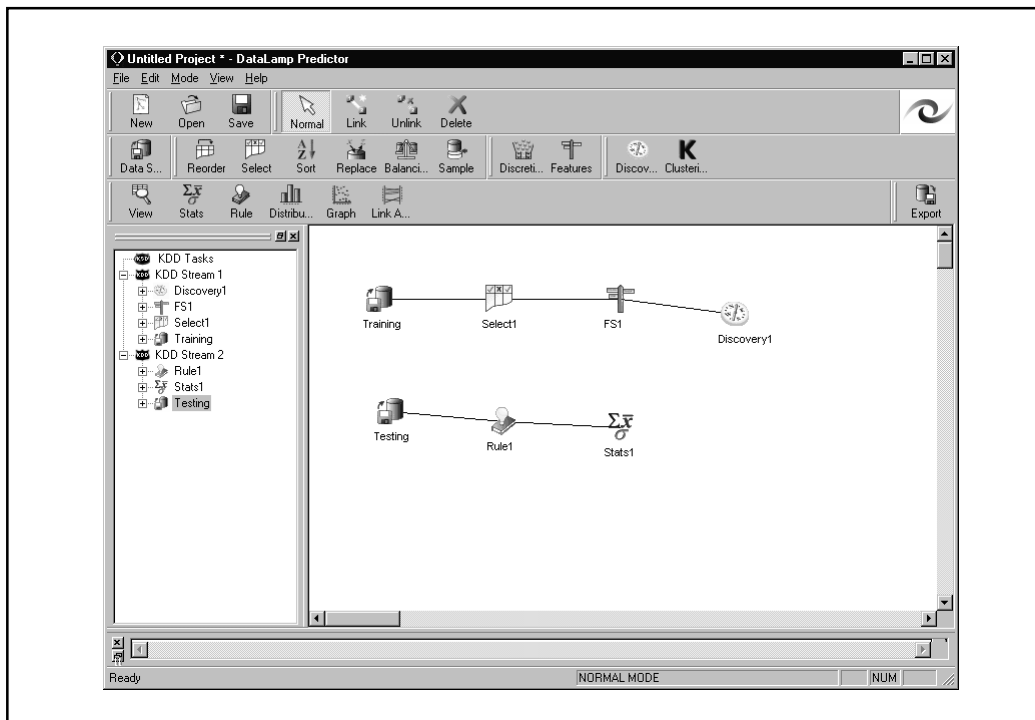 Untitled Project * - DataLamp Predictor
File Edit Mode View Help
New Open Save Normal Link Unlink Delete
Data S... Reorder Select Sort Replace Balanci... Sample Discreti... Features Discov... Clusteri...
View Stats Rule Distribu... Graph Link A... Export
KDD Tasks
KDD Stream 1
Discovery1
FS1
Select1
Training
KDD Stream 2
Rule1
Stats1
Testing
Training Select1 FS1 Discovery1
Testing Rule1 Stats1
Ready NORMAL MODE NUM